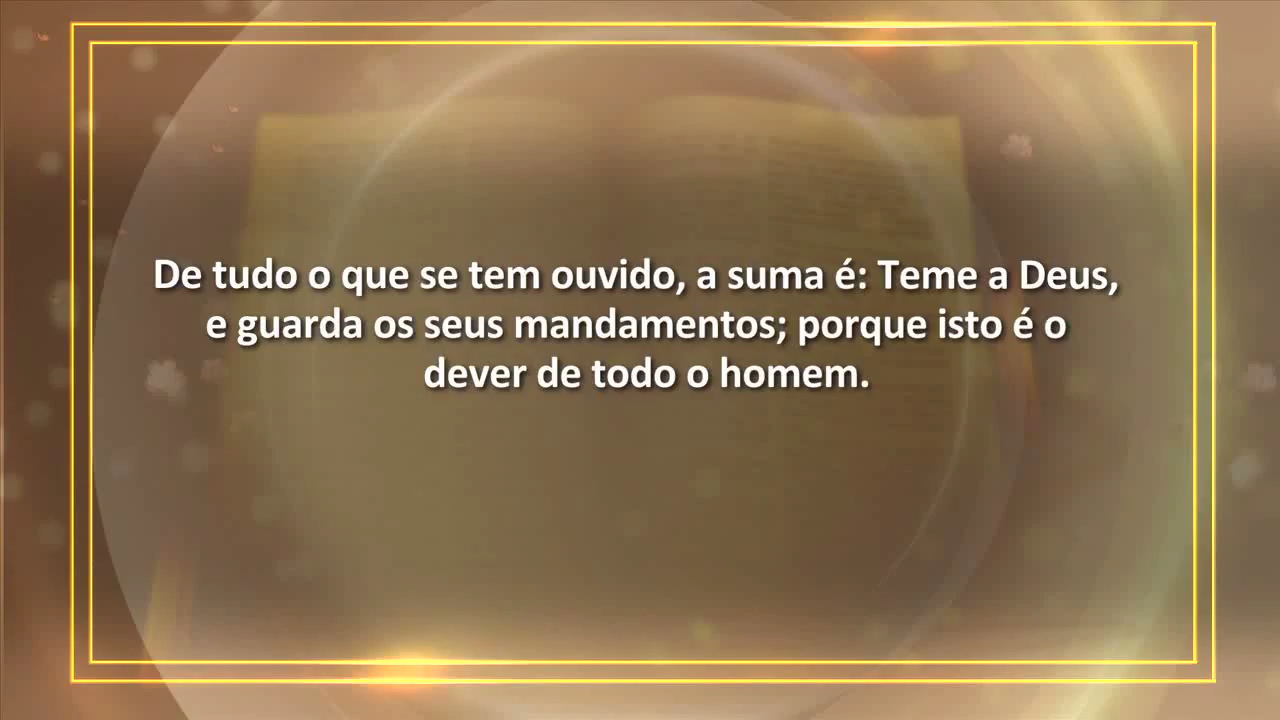 De tudo o que se tem ouvido, a suma é: Teme a Deus,
e guarda os seus mandamentos; porque isto é o
dever de todo o homem.